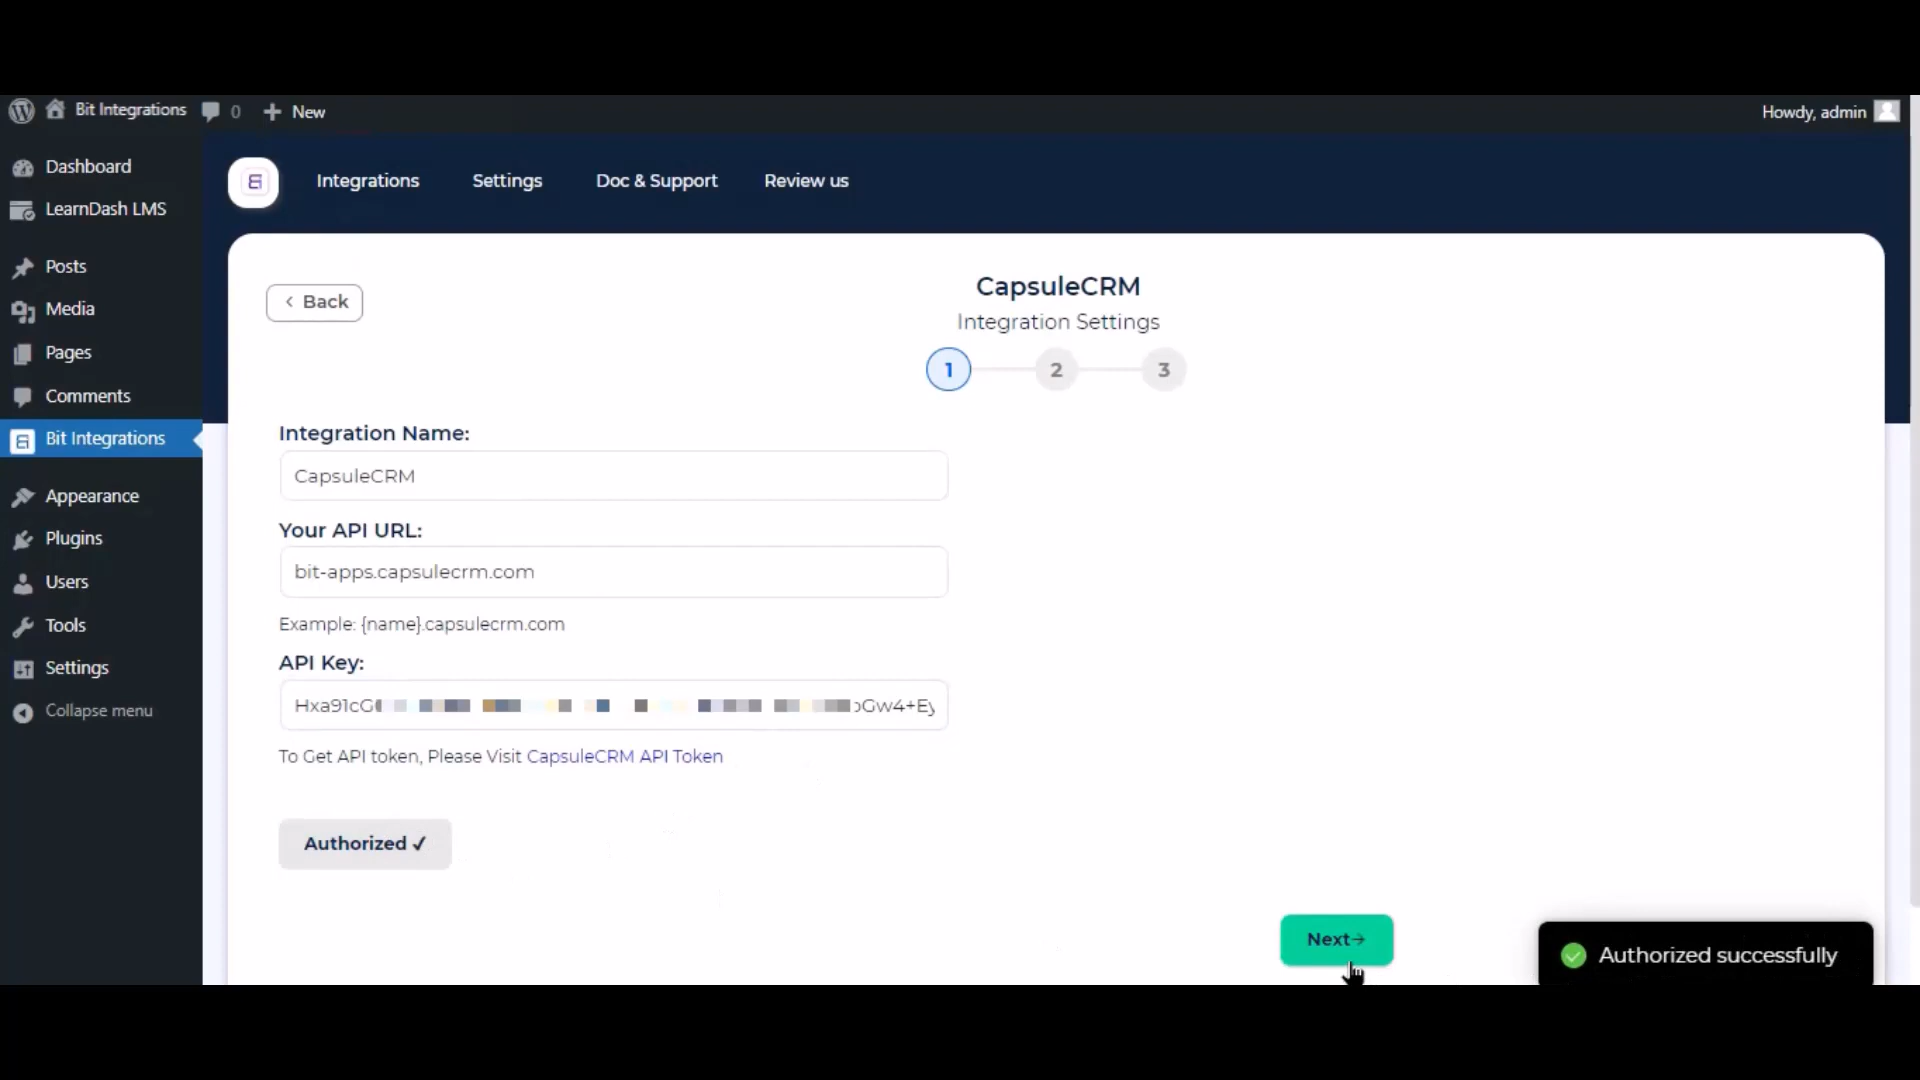 Bit Integrations 0 New
Howdy, admin
Dashboard
LearnDash LMS
Posts
Media
Pages
Comments
Bit Integrations
Appearance
Plugins
Users
Tools
Settings
Collapse menu
Integrations Settings Doc & Support Review us
Back
CapsuleCRM
Integration Settings
1 2 3
Integration Name:
CapsuleCRM
Your API URL:
bit-apps.capsulecrm.com
Example: {name}.capsulecrm.com
API Key:
To Get API token, Please Visit CapsuleCRM API Token
Authorized ✓
Next→
Authorized successfully